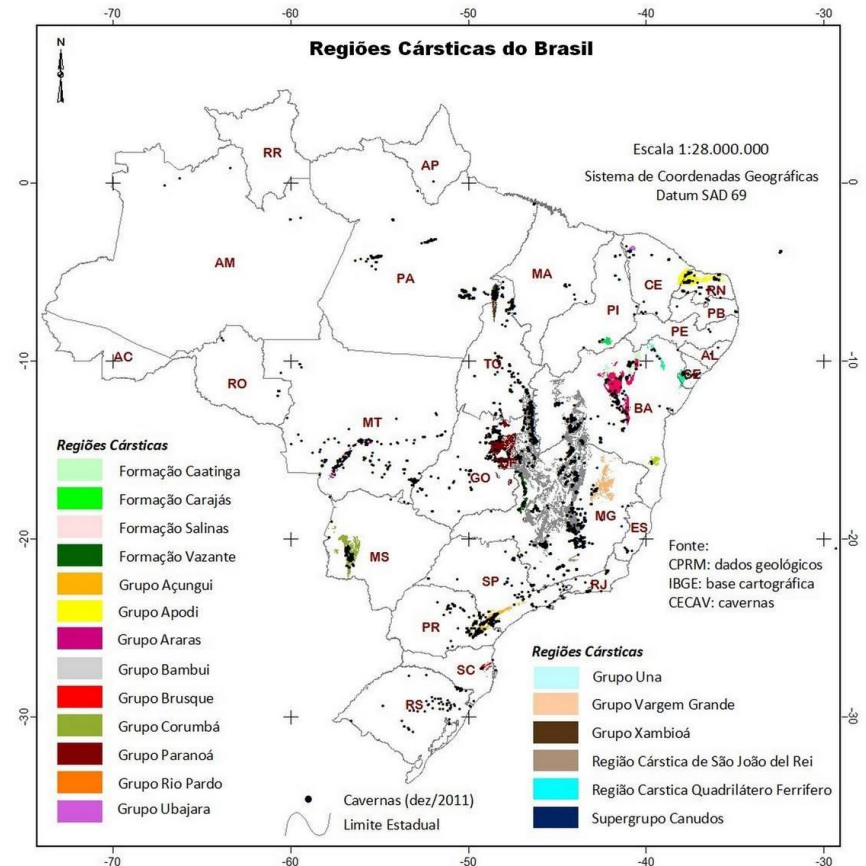 -70 -60 -50 -40 -30
Regiões Cársticas do Brasil
N
Escala 1:28.000.000
Sistema de Coordenadas Geográficas
Datum SAD 69
RR
AP
0 0
AM
PA
MA
CE
RN
PB
PI
PE
AL
SE
-10 -10
AC
RO
TO
BA
MT
DF
GO
MG
ES
-20 -20
MS
SP
RJ
PR
SC
RS
-30 -30
Fonte:
CPRM: dados geológicos
IBGE: base cartográfica
CECAV: cavernas
Regiões Cársticas
Formação Caatinga
Formação Carajás
Formação Salinas
Formação Vazante
Grupo Açungui
Grupo Apodi
Grupo Araras
Grupo Bambui
Grupo Brusque
Grupo Corumbá
Grupo Paranoá
Grupo Rio Pardo
Grupo Ubajara
Cavernas (dez/2011)
Limite Estadual
Regiões Cársticas
Grupo Una
Grupo Vargem Grande
Grupo Xambioá
Região Cárstica de São João del Rei
Região Carstica Quadrilátero Ferrifero
Supergrupo Canudos
-70 -60 -50 -40 -30